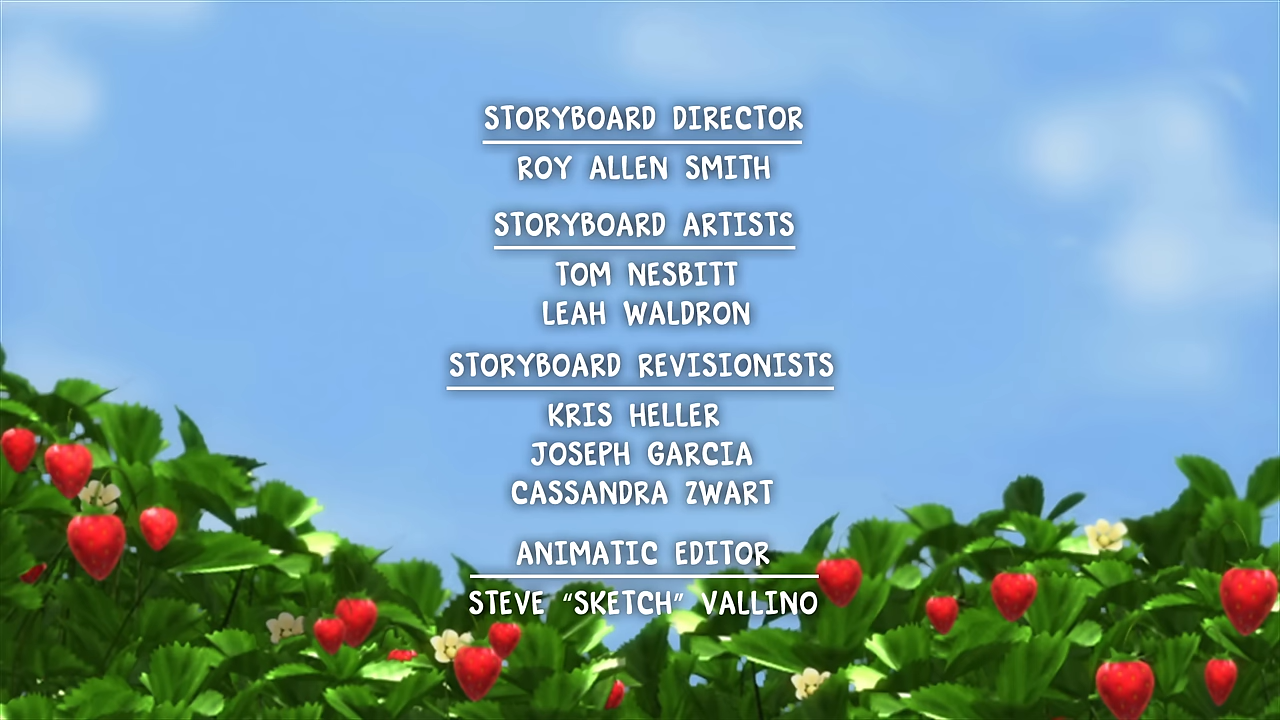 STORYBOARD DIRECTOR
ROY ALLEN SMITH
STORYBOARD ARTISTS
TOM NESBITT
LEAH WALDRON
STORYBOARD REVISIONISTS
KRIS HELLER
JOSEPH GARCIA
CASSANDRA ZWART
ANIMATIC EDITOR
STEVE “SKETCH” VALLINO